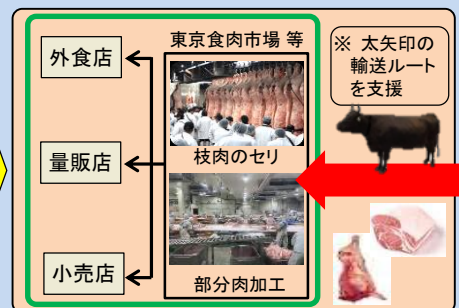 東京食肉市場 等
※ 太矢印の
輸送ルート
を支援
外食店
枝肉のセリ
量販店
小売店
部分肉加工